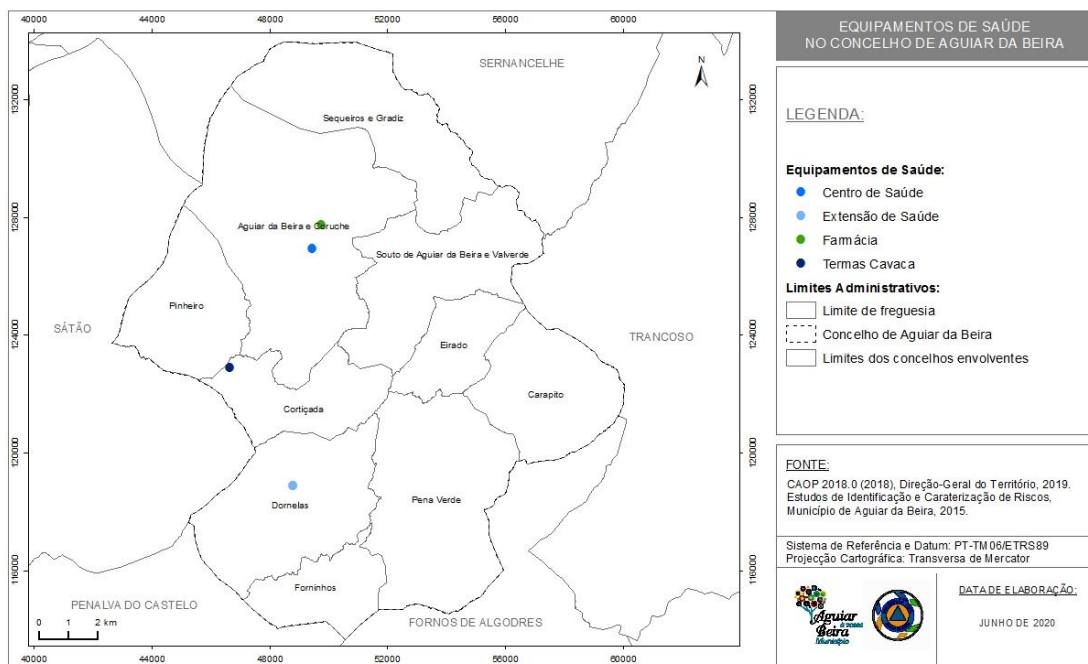 40000
44000
48000
52000
56000
60000
EQUIPAMENTOS DE SAÚDE
NO CONCELHO DE AGUIAR DA BEIRA
SERNANCELHE
N
132000
132000
LEGENDA:
Sequeiros e Gradiz
Equipamentos de Saúde:
Centro de Saúde
Extensão de Saúde
Farmácia
Termas Cavaca
128000
128000
Aguiar da Beira e Coruche
Souto de Aguiar da Beira e Valverde
Limites Administrativos:
Limite de freguesia
Concelho de Aguiar da Beira
Limites dos concelhos envolventes
Pinheiro
SÁTÃO
TRANCOSO
124000
124000
Eirado
Carapito
Cortiçada
120000
120000
FONTE:
CAOP 2018.0 (2018), Direção-Geral do Território, 2019.
Estudos de Identificação e Caraterização de Riscos,
Município de Aguiar da Beira, 2015.
Pena Verde
Dornelas
Sistema de Referência e Datum: PT-TM06/ETRS89
Projecção Cartográfica: Transversa de Mercator
116000
116000
Forninhos
PENALVA DO CASTELO
FORNOS DE ALGODRES
0 1 2 km
Aguiar
Beira
Município
DATA DE ELABORAÇÃO:
JUNHO DE 2020
40000
44000
48000
52000
56000
60000